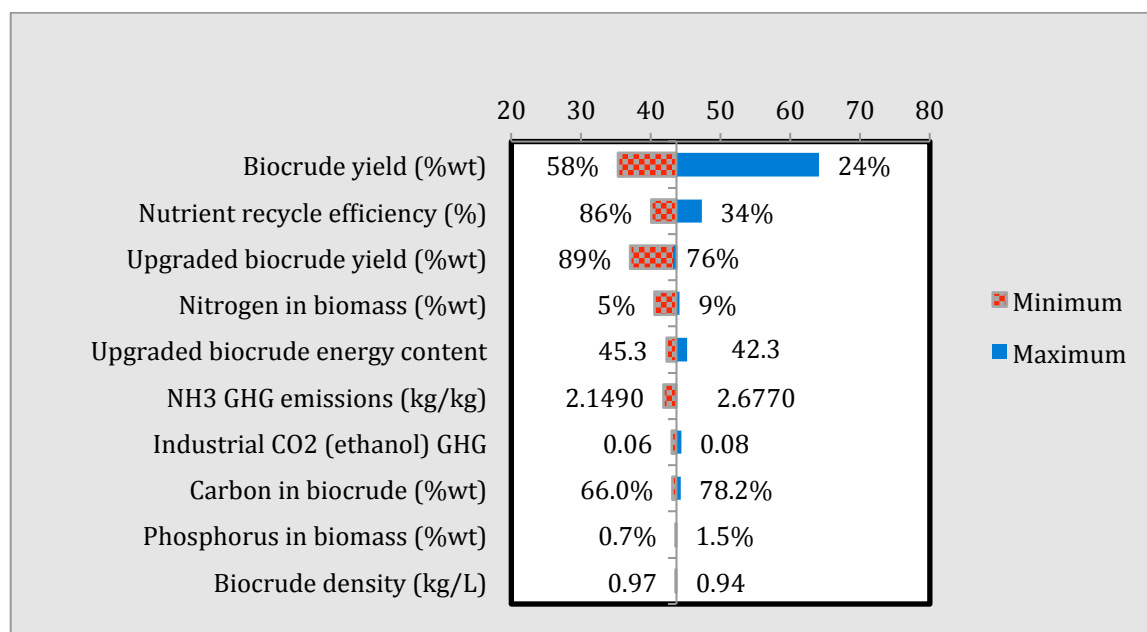 20 30 40 50 60 70 80
Biocrude yield (%wt) 58% 24%
Nutrient recycle efficiency (%) 86% 34%
Upgraded biocrude yield (%wt) 89% 76%
Nitrogen in biomass (%wt) 5% 9%
Minimum
Upgraded biocrude energy content 45.3 42.3
Maximum
NH3 GHG emissions (kg/kg) 2.1490 2.6770
Industrial CO2 (ethanol) GHG 0.06 0.08
Carbon in biocrude (%wt) 66.0% 78.2%
Phosphorus in biomass (%wt) 0.7% 1.5%
Biocrude density (kg/L) 0.97 0.94